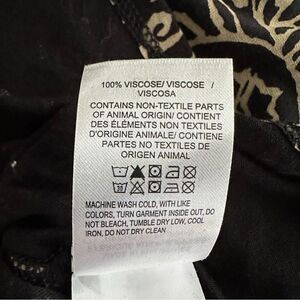 100% VISCOSE/ VISCOSE /
VISCOSA
CONTAINS NON-TEXTILE PARTS
OF ANIMAL ORIGIN/ CONTIENT
DES ÉLÉMENTS NON TEXTILES
D'ORIGINE ANIMALE/ CONTIENE
PARTES NO TEXTILES DE
ORIGEN ANIMAL
MACHINE WASH COLD, WITH LIKE
COLORS, TURN GARMENT INSIDE OUT, DO
NOT BLEACH, TUMBLE DRY LOW, COOL
IRON, DO NOT DRY CLEAN